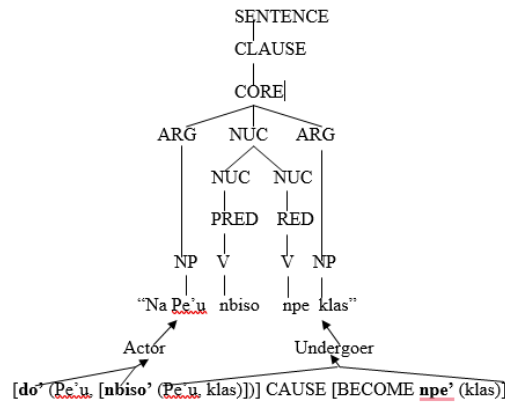 SENTENCE
CLAUSE
CORE
ARG NUC ARG
NUC NUC
PRED RED
NP V V NP
“Na Pe’u nbiso npe klas”
Actor Undergoer
[do’ (Pe’u, [nbiso’ (Pe’u, klas)])] CAUSE [BECOME npe’ (klas)]